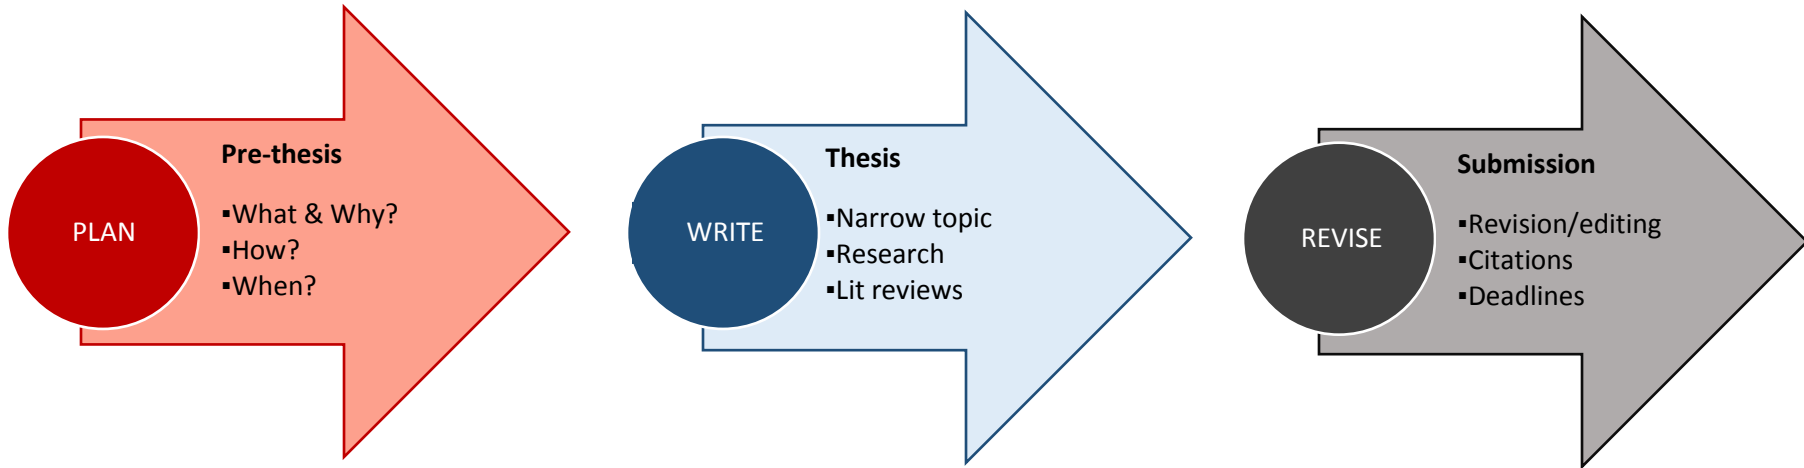 PLAN
Pre-thesis
▪What & Why?
▪How?
▪When?
WRITE
Thesis
▪Narrow topic
▪Research
▪Lit reviews
REVISE
Submission
▪Revision/editing
▪Citations
▪Deadlines